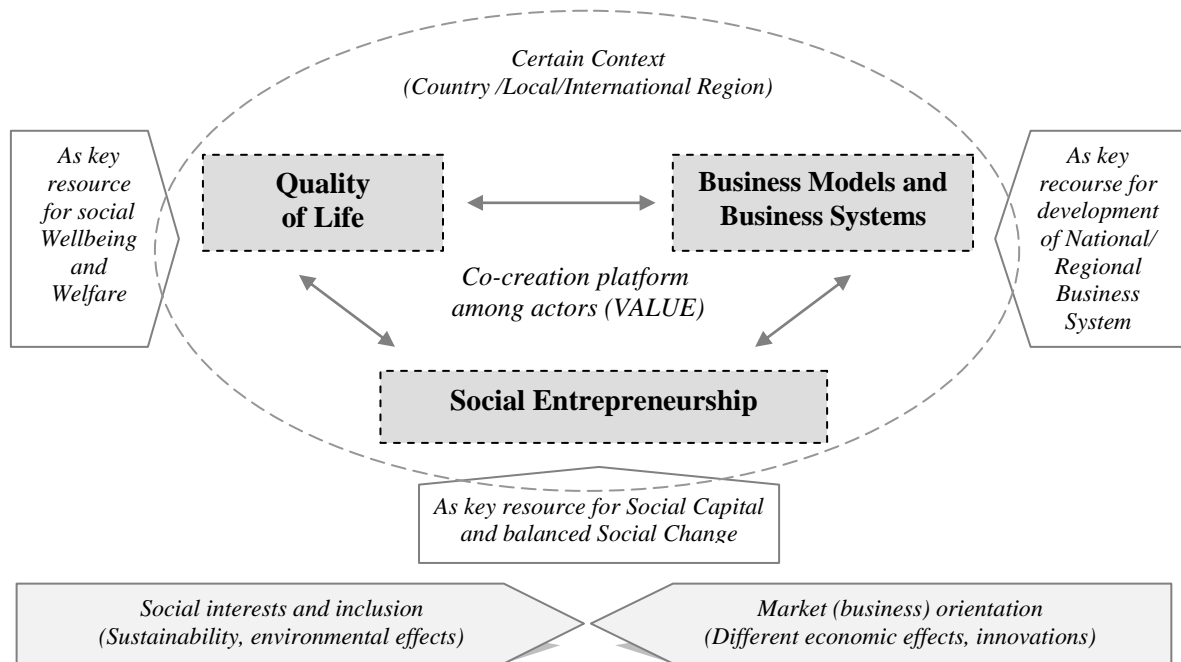 Certain Context
(Country /Local/International Region)
As key
resource
for social
Wellbeing
and
Welfare
Quality
of Life
Business Models and
Business Systems
As key
recourse for
development
of National/
Regional
Business
System
Co-creation platform
among actors (VALUE)
Social Entrepreneurship
As key resource for Social Capital
and balanced Social Change
Social interests and inclusion
(Sustainability, environmental effects)
Market (business) orientation
(Different economic effects, innovations)